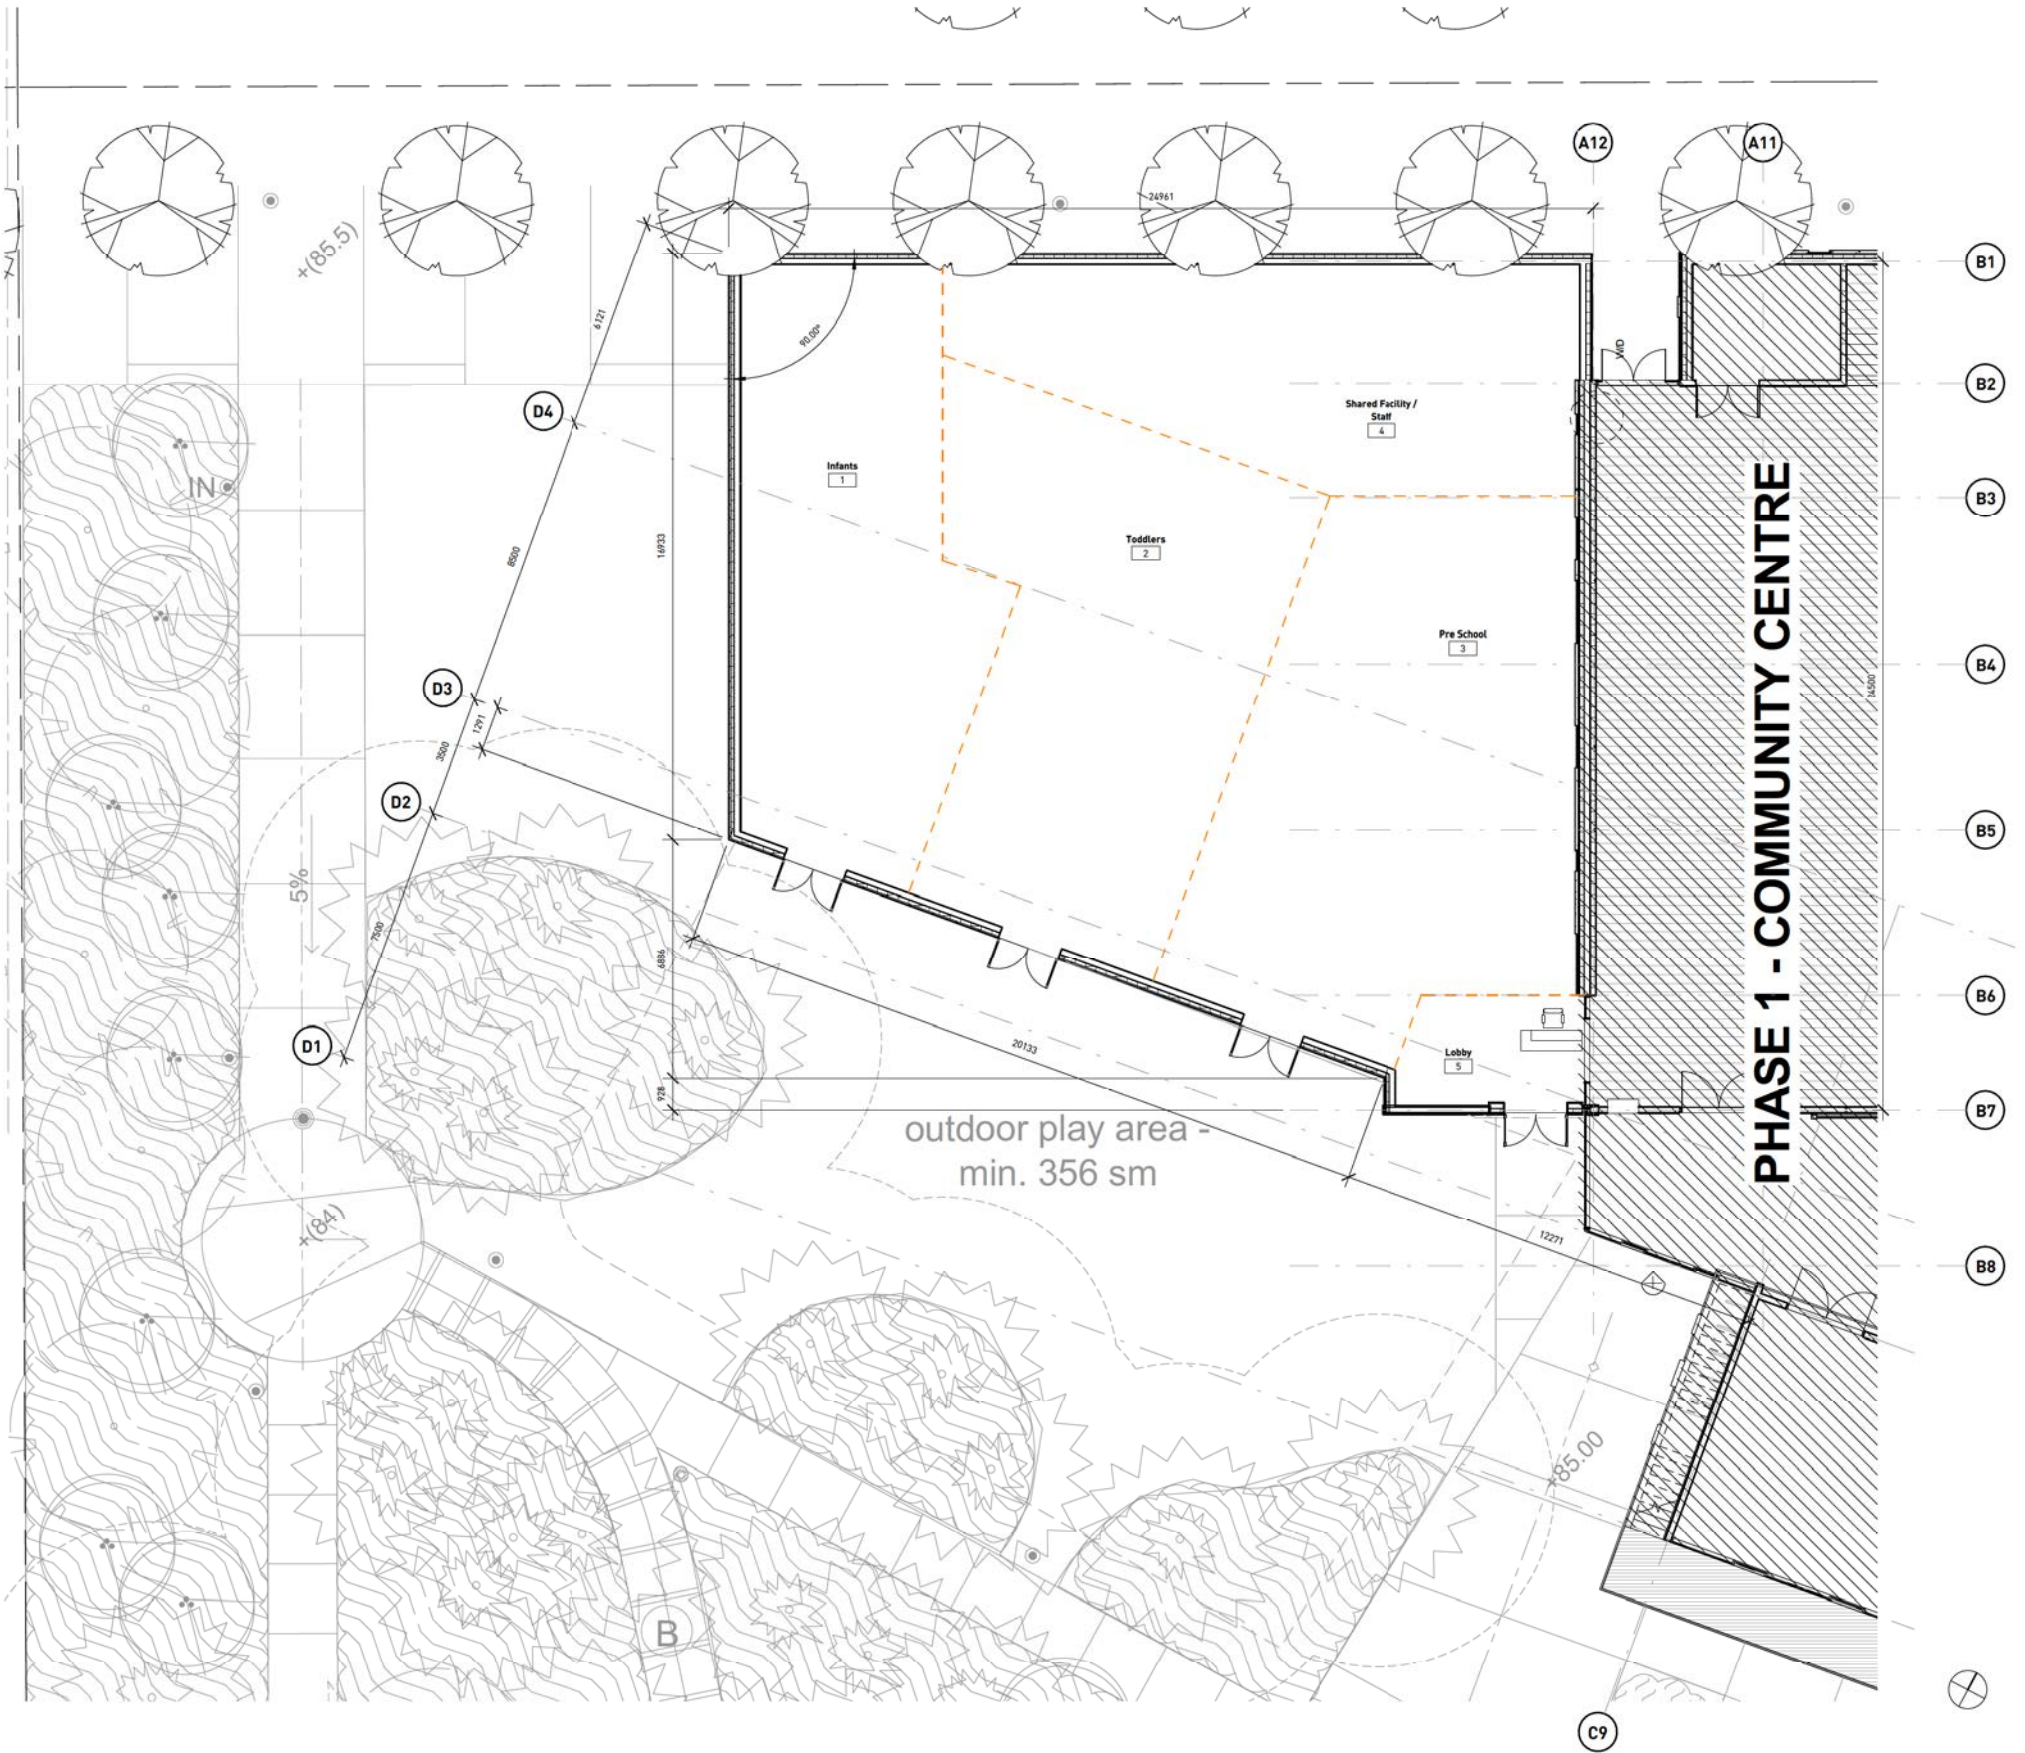 A12
A11
24961
B1
+(85.5)
6121
90.00°
WD
B2
D4
Shared Facility /
Staff
4
Infants
1
IN
B3
8500
16933
Toddlers
2
Pre School
3
B4
D3
1291
3500
14500
PHASE 1 - COMMUNITY CENTRE
D2
B5
5%
7500
6886
B6
D1
20133
Lobby
5
928
B7
outdoor play area -
min. 356 sm
+(84)
12271
B8
+85.00
B
C9